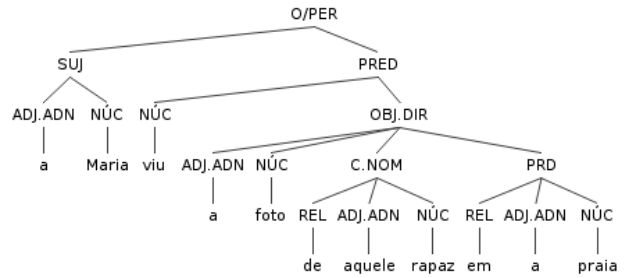 O/PER
SUJ PRED
ADJ.ADN NÚC NÚC OBJ.DIR
a Maria viu ADJ.ADN NÚC C.NOM PRD
a foto REL ADJ.ADN NÚC REL ADJ.ADN NÚC
de aquele rapaz em a praia